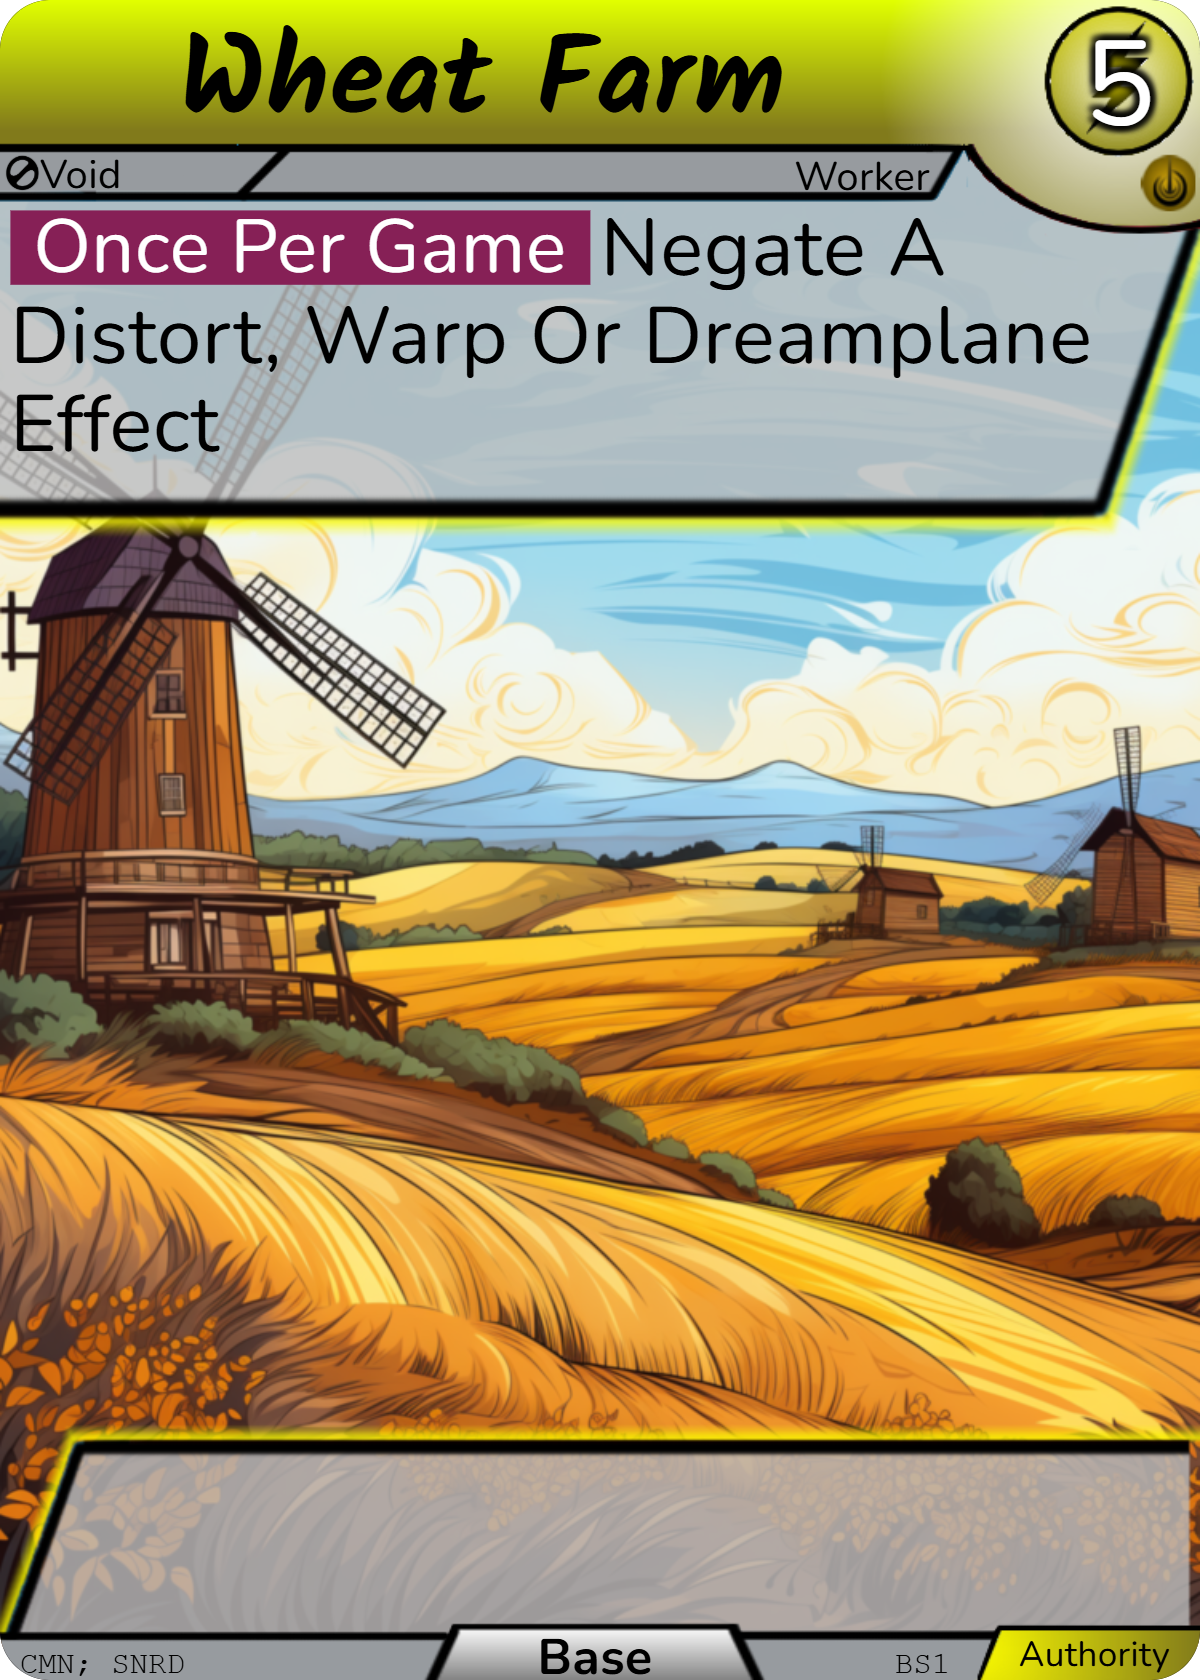 Wheat Farm
5
Void
Worker
Once Per Game Negate A
Distort, Warp Or Dreamplane
Effect
CMN; SNRD
Base
BS1
Authority